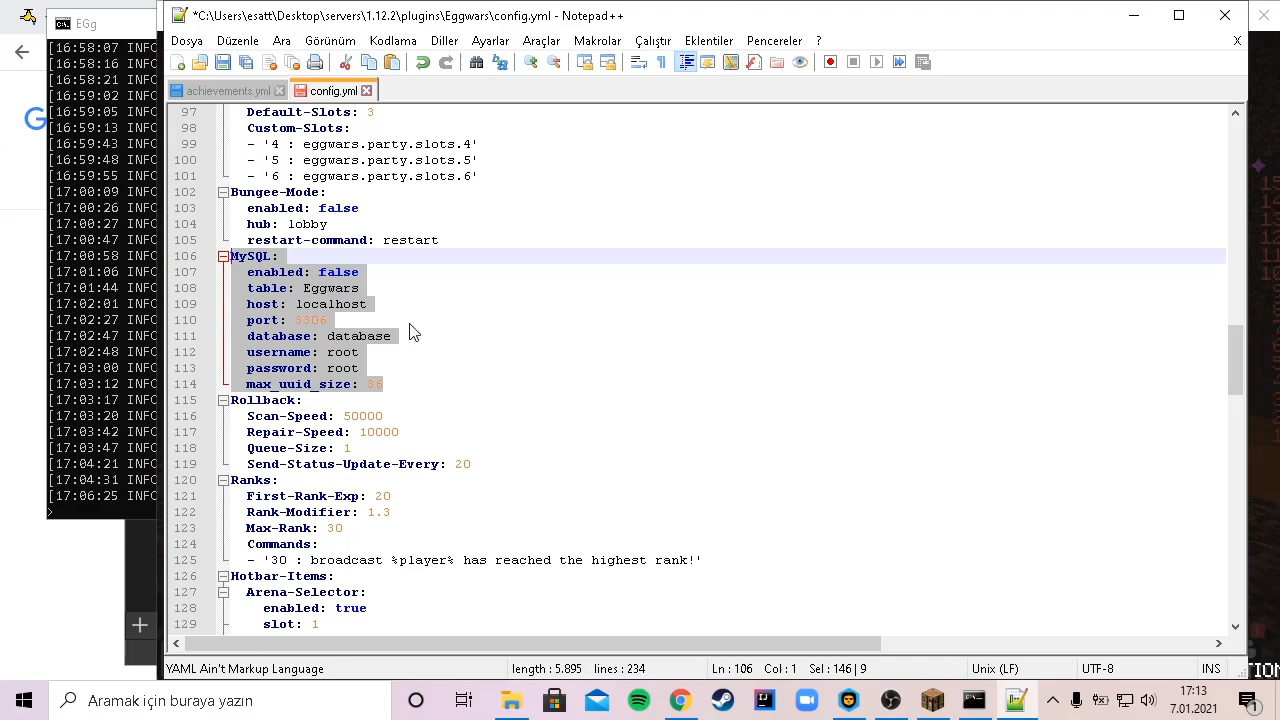 EGg
*C:\Users\esatt\Desktop\servers\1.12.2\plugins\Eggwars\config.yml - Notepad++
Dosya Düzenle Ara Görünüm Kodlama Diller Ayarlar Araçlar Makrolar Çalıştır Eklentiler Pencereler ? X
achievements.yml config.yml
[16:58:07 INFO
[16:58:16 INFO
[16:58:21 INFO
[16:59:02 INFO
[16:59:05 INFO
[16:59:13 INFO
[16:59:43 INFO
[16:59:48 INFO
[16:59:55 INFO
[17:00:09 INFO
[17:00:26 INFO
[17:00:27 INFO
[17:00:47 INFO
[17:00:58 INFO
[17:01:06 INFO
[17:01:44 INFO
[17:02:01 INFO
[17:02:27 INFO
[17:02:47 INFO
[17:02:48 INFO
[17:03:00 INFO
[17:03:12 INFO
[17:03:17 INFO
[17:03:20 INFO
[17:03:42 INFO
[17:03:47 INFO
[17:04:21 INFO
[17:04:31 INFO
[17:06:25 INFO
>
97 Default-Slots: 3
98 Custom-Slots:
99 - '4 : eggwars.party.slots.4'
100 - '5 : eggwars.party.slots.5'
101 - '6 : eggwars.party.slots.6'
102 Bungee-Mode:
103 enabled: false
104 hub: lobby
105 restart-command: restart
106 MySQL:
107 enabled: false
108 table: Eggwars
109 host: localhost
110 port: 3306
111 database: database
112 username: root
113 password: root
114 max_uuid_size: 36
115 Rollback:
116 Scan-Speed: 50000
117 Repair-Speed: 10000
118 Queue-Size: 1
119 Send-Status-Update-Every: 20
120 Ranks:
121 First-Rank-Exp: 20
122 Rank-Modifier: 1.3
123 Max-Rank: 30
124 Commands:
125 - '30 : broadcast %player% has reached the highest rank!'
126 Hotbar-Items:
127 Arena-Selector:
128 enabled: true
129 slot: 1
YAML Ain't Markup Language length : 5.895 lines : 234 Ln : 106 Col : 1 Sel : 146 | 9 Unix (LF) UTF-8 INS
TION
Aramak için buraya yazın
17:13
7.01.2021